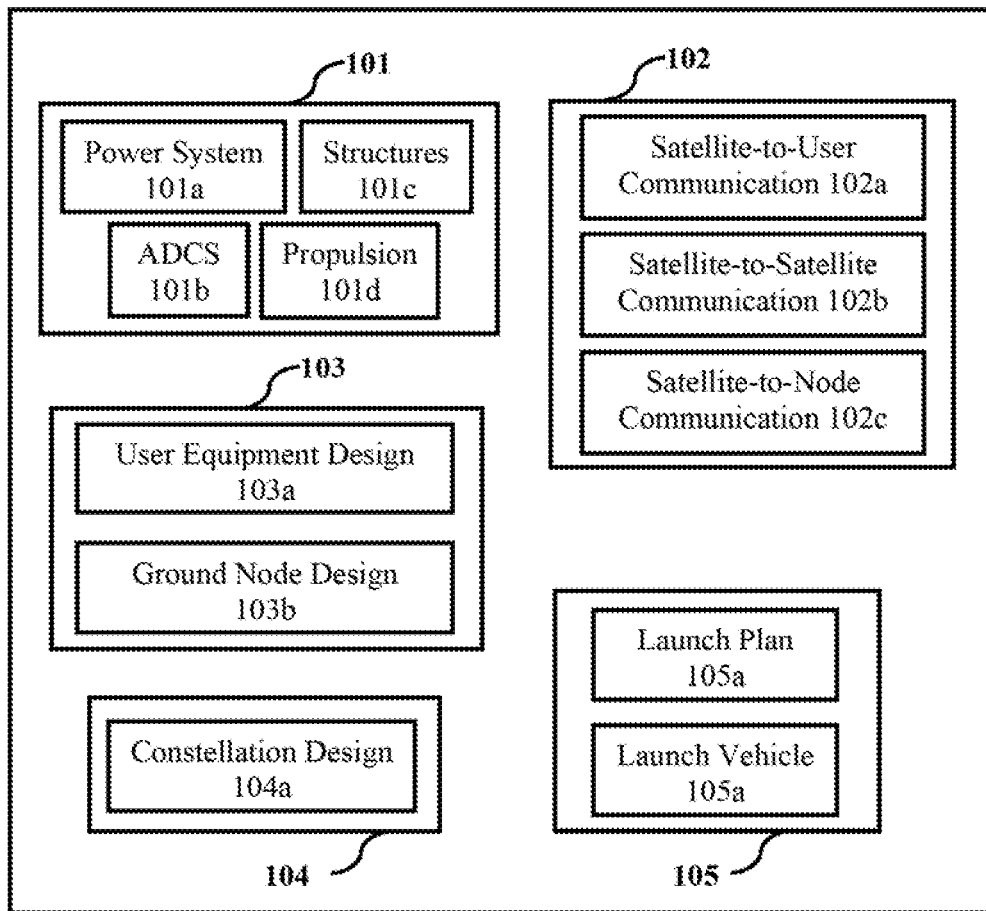 101
Power System
101a
Structures
101c
ADCS
101b
Propulsion
101d
102
Satellite-to-User
Communication 102a
Satellite-to-Satellite
Communication 102b
Satellite-to-Node
Communication 102c
103
User Equipment Design
103a
Ground Node Design
103b
Constellation Design
104a
104
Launch Plan
105a
Launch Vehicle
105a
105